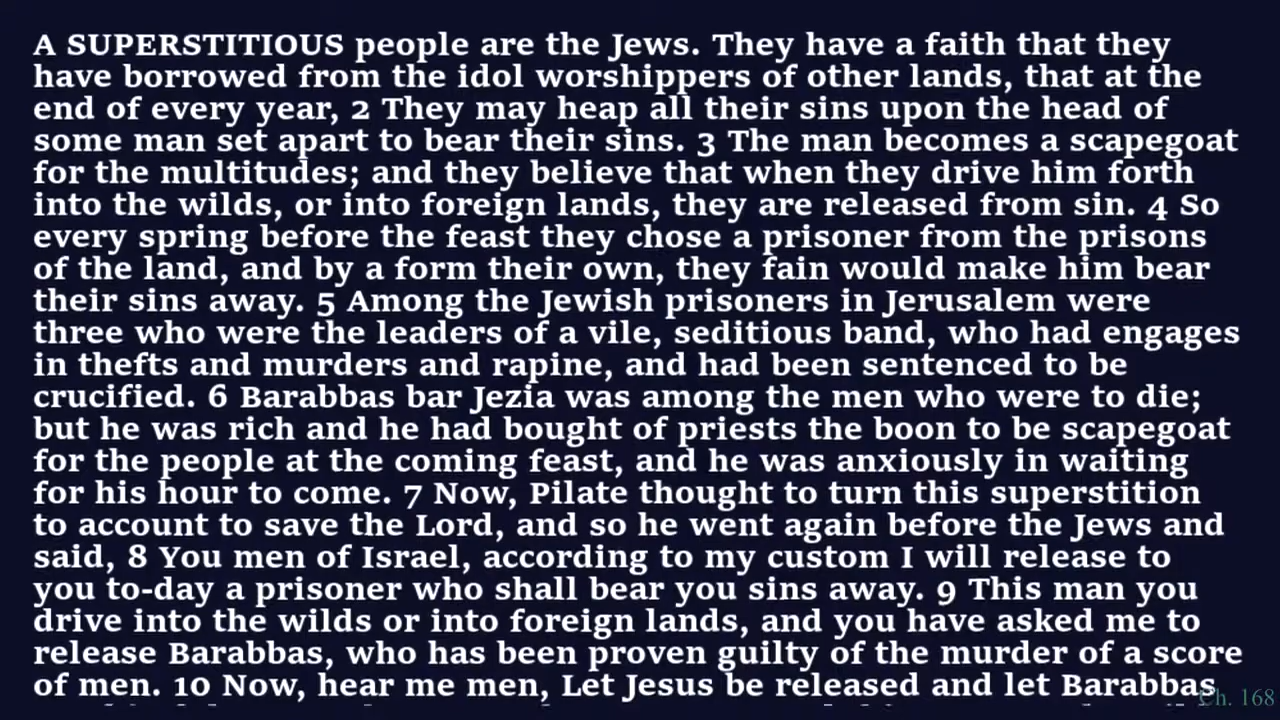 A SUPERSTITIOUS people are the Jews. They have a faith that they
have borrowed from the idol worshippers of other lands, that at the
end of every year, 2 They may heap all their sins upon the head of
some man set apart to bear their sins. 3 The man becomes a scapegoat
for the multitudes; and they believe that when they drive him forth
into the wilds, or into foreign lands, they are released from sin. 4 So
every spring before the feast they chose a prisoner from the prisons
of the land, and by a form their own, they fain would make him bear
their sins away. 5 Among the Jewish prisoners in Jerusalem were
three who were the leaders of a vile, seditious band, who had engages
in thefts and murders and rapine, and had been sentenced to be
crucified. 6 Barabbas bar Jezia was among the men who were to die;
but he was rich and he had bought of priests the boon to be scapegoat
for the people at the coming feast, and he was anxiously in waiting
for his hour to come. 7 Now, Pilate thought to turn this superstition
to account to save the Lord, and so he went again before the Jews and
said, 8 You men of Israel, according to my custom I will release to
you to-day a prisoner who shall bear you sins away. 9 This man you
drive into the wilds or into foreign lands, and you have asked me to
release Barabbas, who has been proven guilty of the murder of a score
of men. 10 Now, hear me men, Let Jesus be released and let Barabbas
Ch. 168